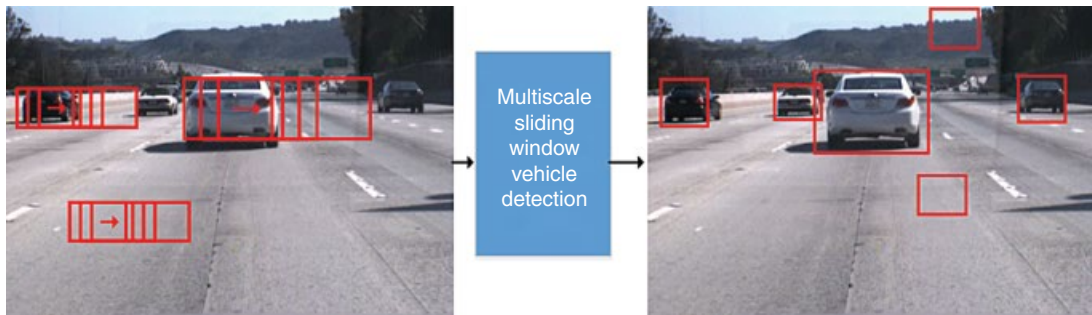 Multiscale
sliding
window
vehicle
detection